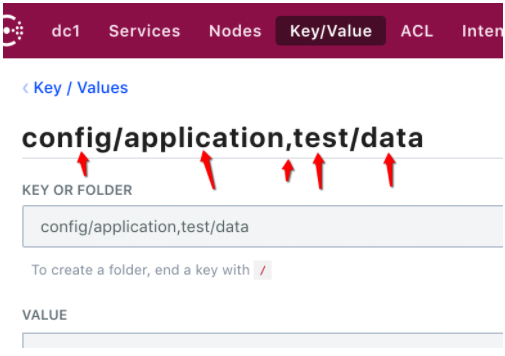 dc1 Services Nodes Key/Value ACL Inten
‹ Key / Values
config/application,test/data
KEY OR FOLDER
config/application,test/data
To create a folder, end a key with /
VALUE